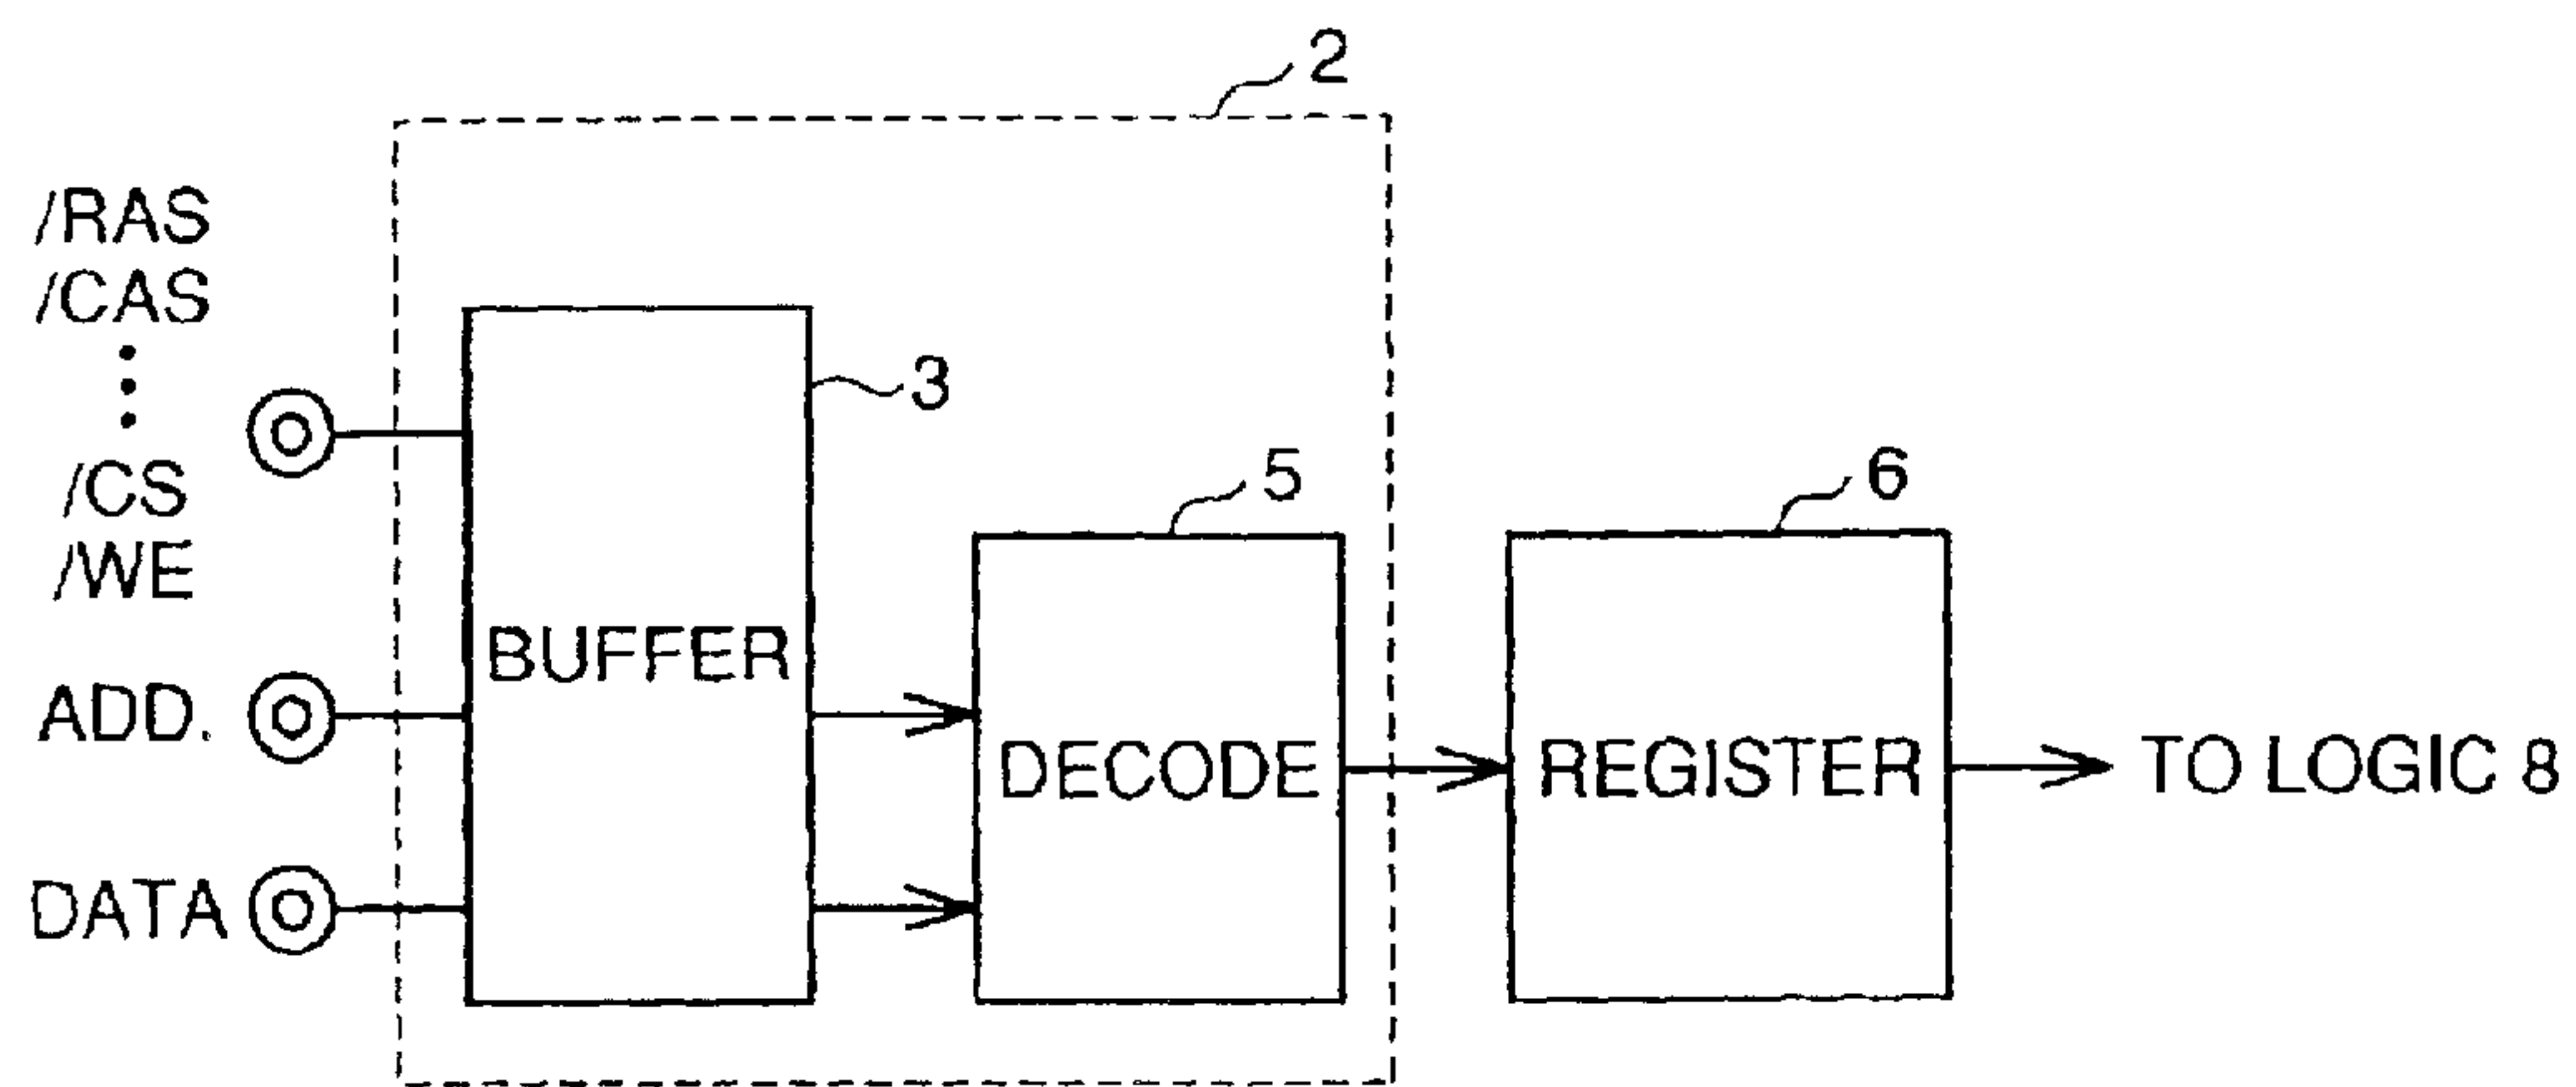 2
/RAS
/CAS
/CS
/WE
ADD.
DATA
3
BUFFER
5
DECODE
6
REGISTER
TO LOGIC 8